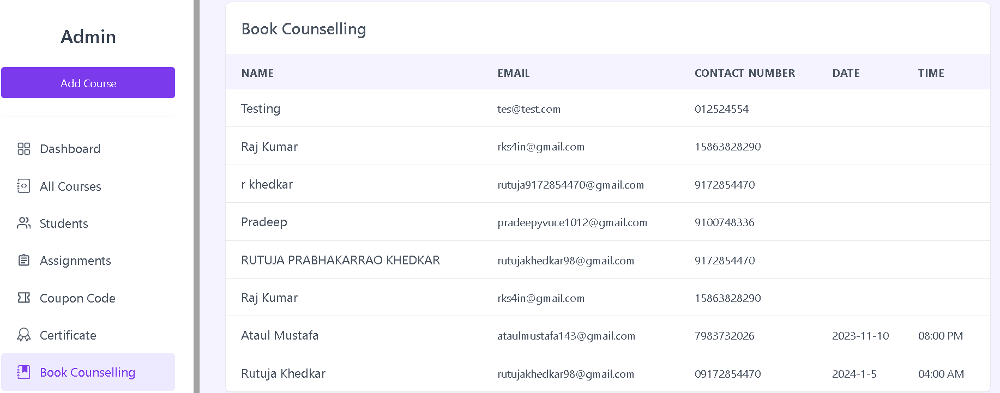 Admin
Add Course
Dashboard
All Courses
Students
Assignments
Coupon Code
Certificate
Book Counselling
Book Counselling
NAME EMAIL CONTACT NUMBER DATE TIME
Testing tes@test.com 012524554
Raj Kumar rks4in@gmail.com 15863828290
r khedkar rutuja9172854470@gmail.com 9172854470
Pradeep pradeepyvuce1012@gmail.com 9100748336
RUTUJA PRABHAKARRAO KHEDKAR rutujakhedkar98@gmail.com 9172854470
Raj Kumar rks4in@gmail.com 15863828290
Ataul Mustafa ataulmustafa143@gmail.com 7983732026 2023-11-10 08:00 PM
Rutuja Khedkar rutujakhedkar98@gmail.com 09172854470 2024-1-5 04:00 AM